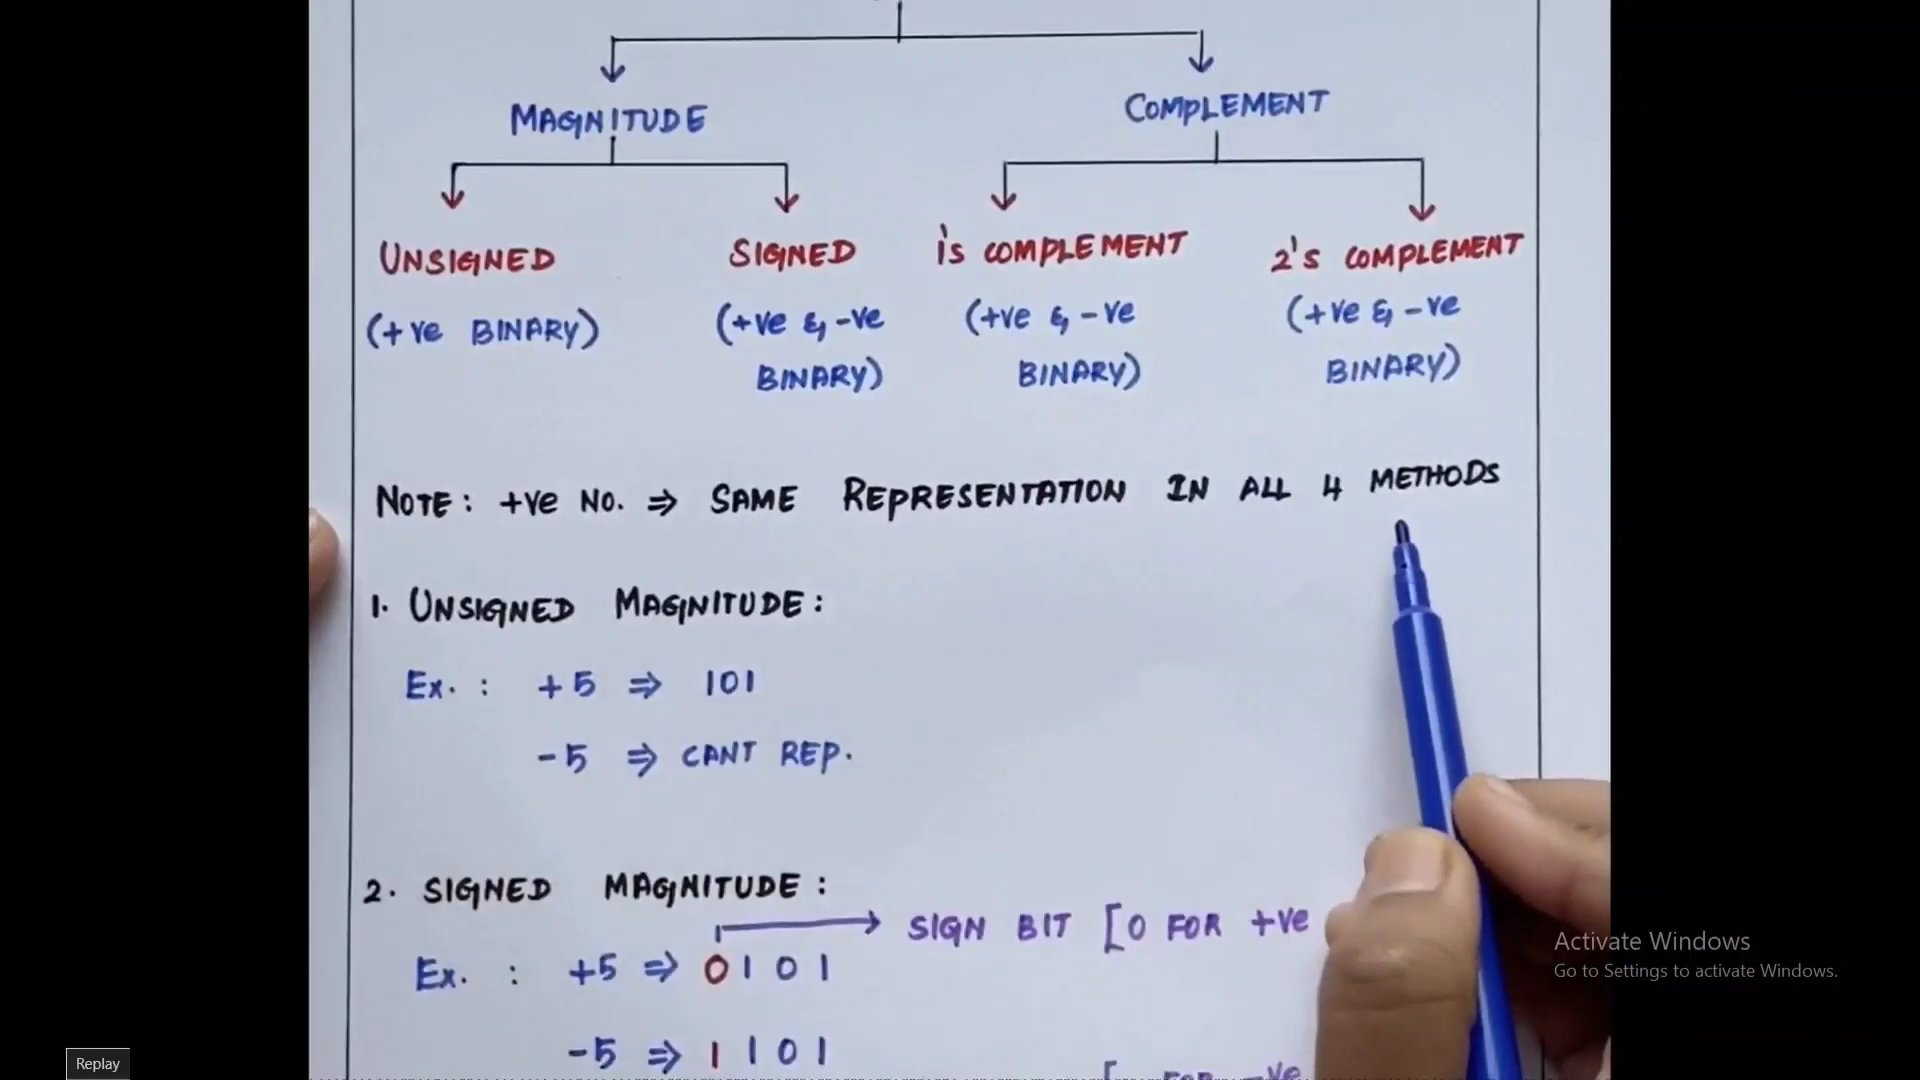 MAGNITUDE COMPLEMENT
UNSIGNED SIGNED 1's COMPLEMENT 2's COMPLEMENT
(+ve BINARY) (+ve & -ve BINARY) (+ve & -ve BINARY) (+ve & -ve BINARY)
NOTE: +ve NO. ⇒ SAME REPRESENTATION IN ALL 4 METHODS
1. UNSIGNED MAGNITUDE:
Ex. : +5 ⇒ 101
-5 ⇒ CANT REP.
2. SIGNED MAGNITUDE:
SIGN BIT [0 FOR +ve
Ex. : +5 ⇒ 0101
-5 ⇒ 1101
FOR -ve
Activate Windows
Go to Settings to activate Windows.
Replay